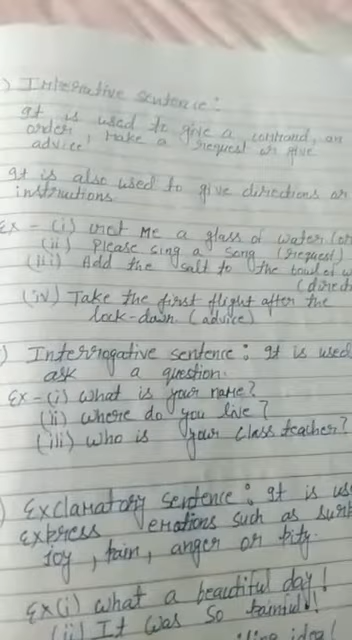 ) Imperative sentence:
It is used to give a command, an
order, make a request or give
advice
It is also used to give directions or
instructions
Ex - (i) Me a glass of water (or
(ii) Please sing a song (request)
(iii) Add the salt to the bowl of w
(direct
(iv) Take the first flight after the
lock-down. (advice)
) Interrogative sentence: It is used
ask a question.
Ex - (i) What is your name?
(ii) where do you live?
(iii) who is your class teacher?
) Exclamatory sentence: It is us
express emotions such as sur
joy, pain, anger or pity.
Ex (i) what a beautiful day!
(ii) It was so painful!
idea!